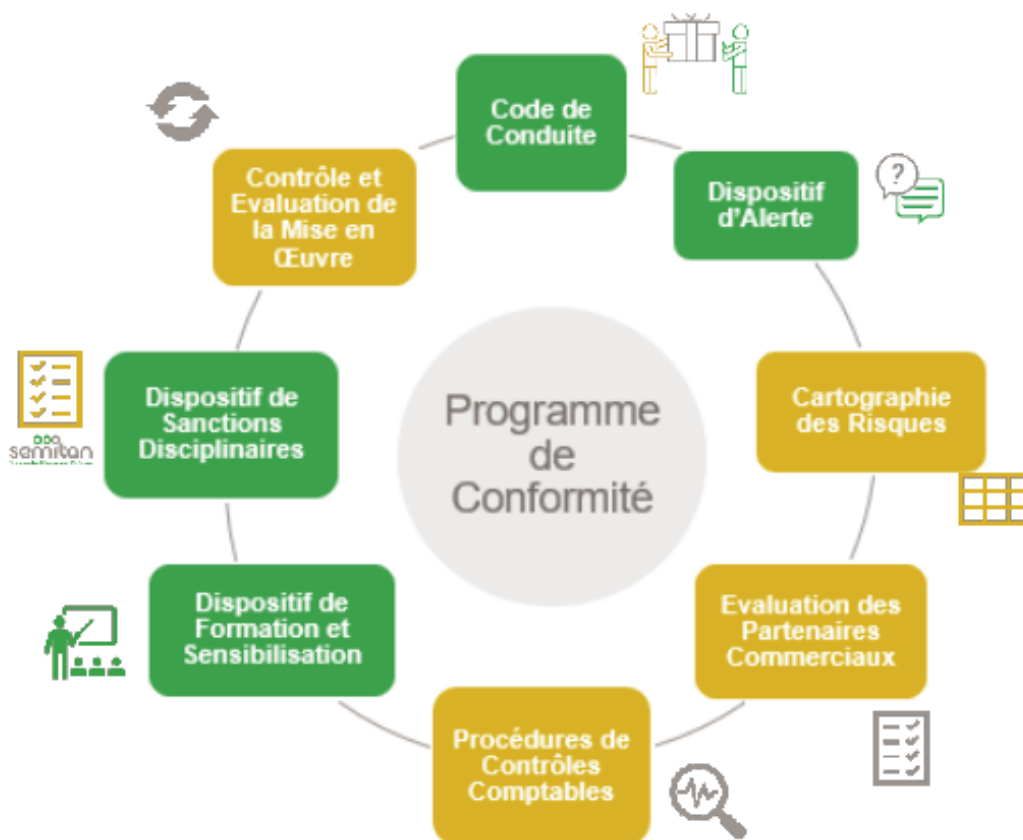 Code de
Conduite
Dispositif
d'Alerte
?
Cartographie
des Risques
Evaluation des
Partenaires
Commerciaux
Procédures de
Contrôles
Comptables
Dispositif de
Formation et
Sensibilisation
Dispositif de
Sanctions
Disciplinaires
Contrôle et
Evaluation de
la Mise en
Œuvre
Programme
de
Conformité
semitan